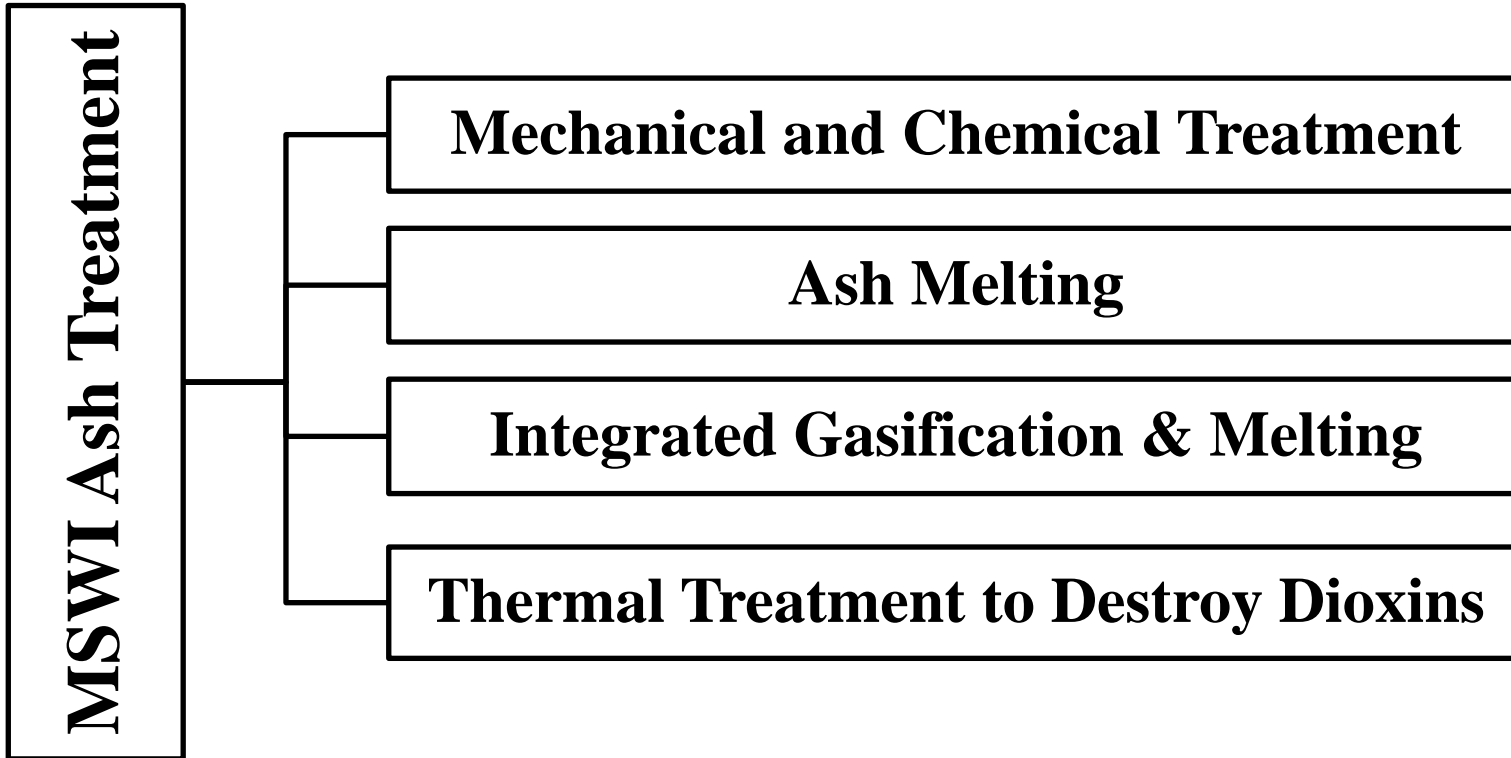 MSWI Ash Treatment
Mechanical and Chemical Treatment
Ash Melting
Integrated Gasification & Melting
Thermal Treatment to Destroy Dioxins